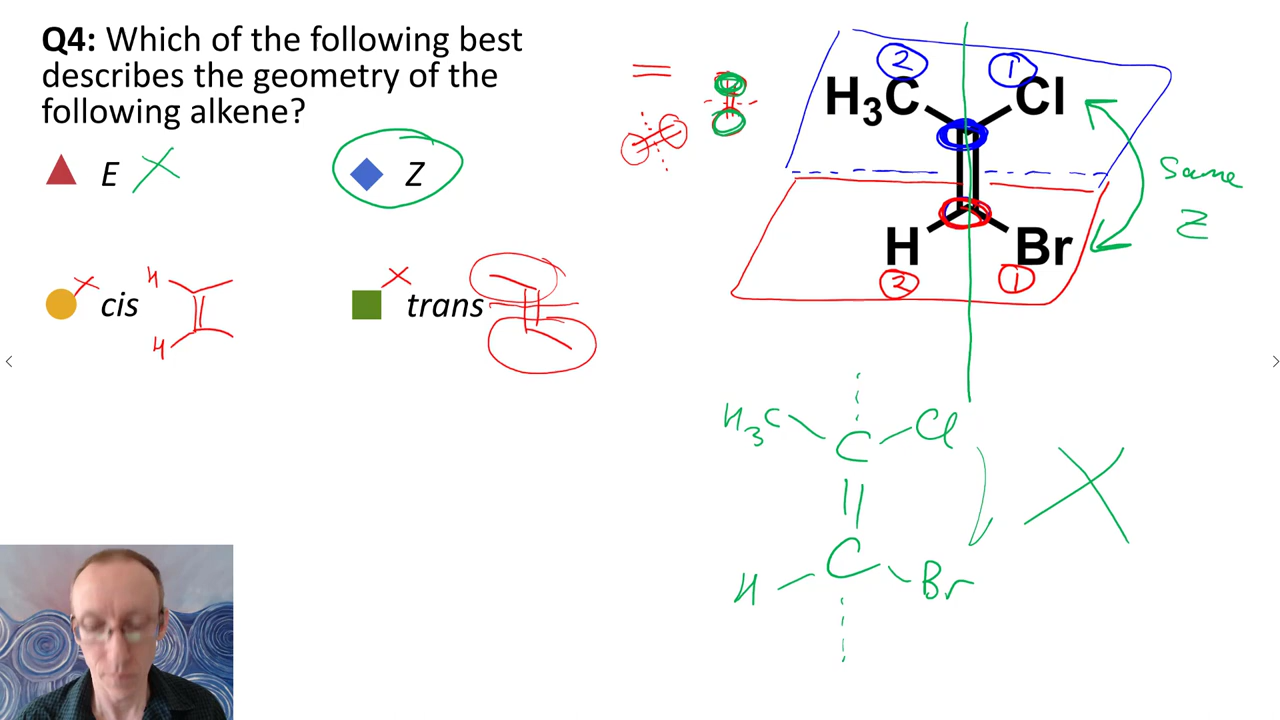 Q4: Which of the following best
describes the geometry of the
following alkene?
E
Z
cis
H
H
trans
2
1
H3C
Cl
H
Br
2
1
Same
Z
H3C
C
Cl
C
H
Br